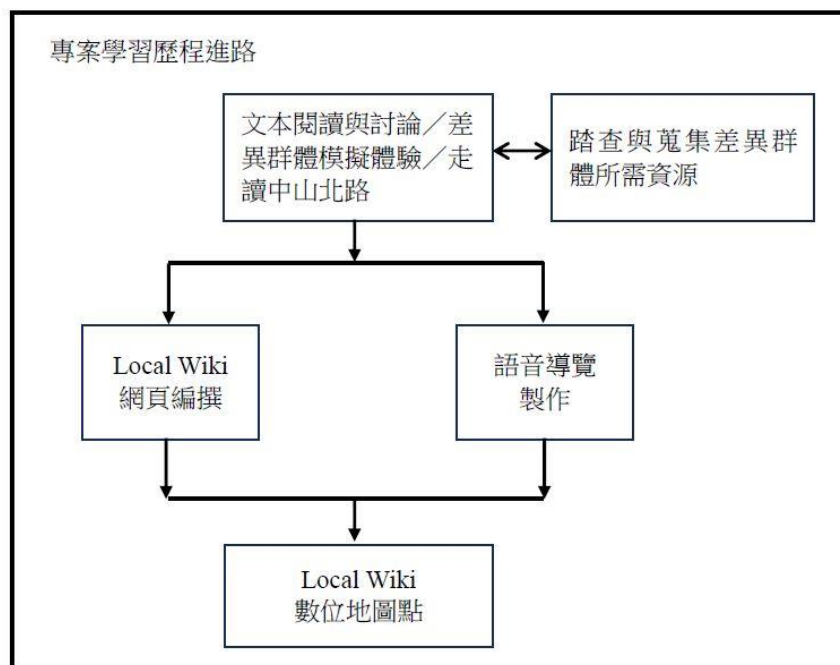 專案學習歷程進路
文本閱讀與討論／差
異群體模擬體驗／走
讀中山北路
踏查與蒐集差異群
體所需資源
Local Wiki
網頁編撰
語音導覽
製作
Local Wiki
數位地圖點